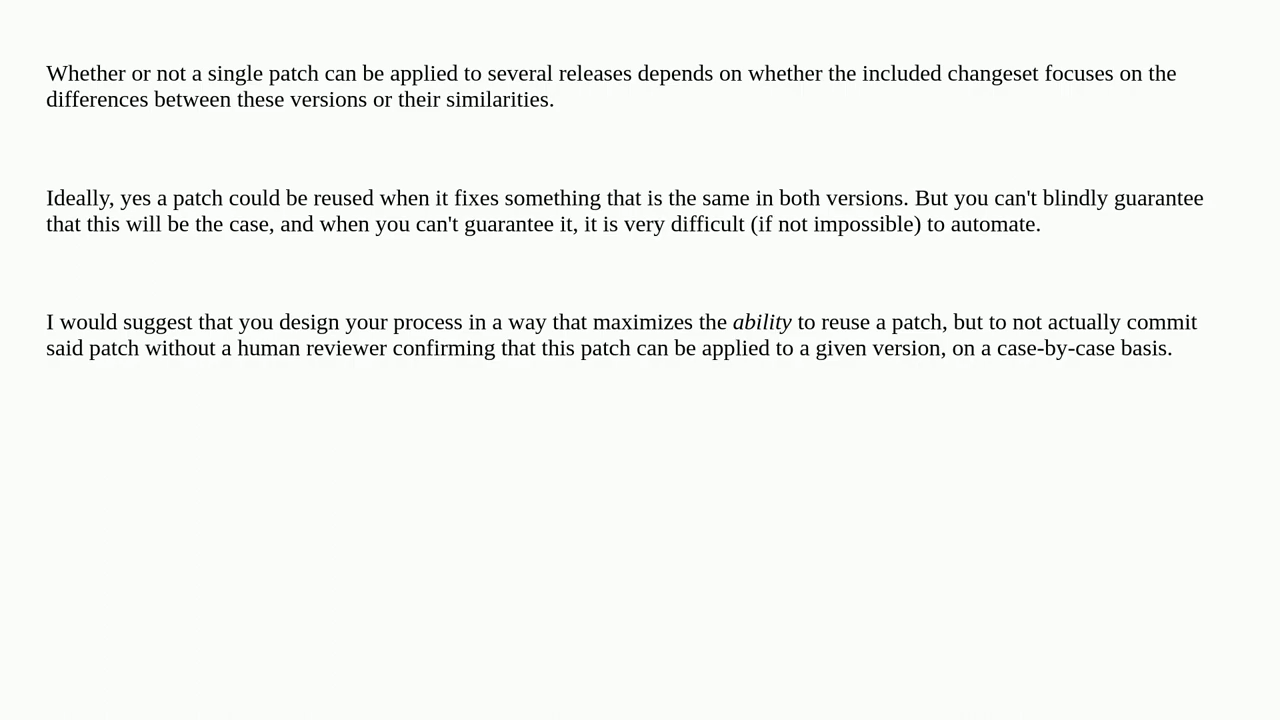 Whether or not a single patch can be applied to several releases depends on whether the included changeset focuses on the
differences between these versions or their similarities.
Ideally, yes a patch could be reused when it fixes something that is the same in both versions. But you can't blindly guarantee
that this will be the case, and when you can't guarantee it, it is very difficult (if not impossible) to automate.
I would suggest that you design your process in a way that maximizes the ability to reuse a patch, but to not actually commit
said patch without a human reviewer confirming that this patch can be applied to a given version, on a case-by-case basis.